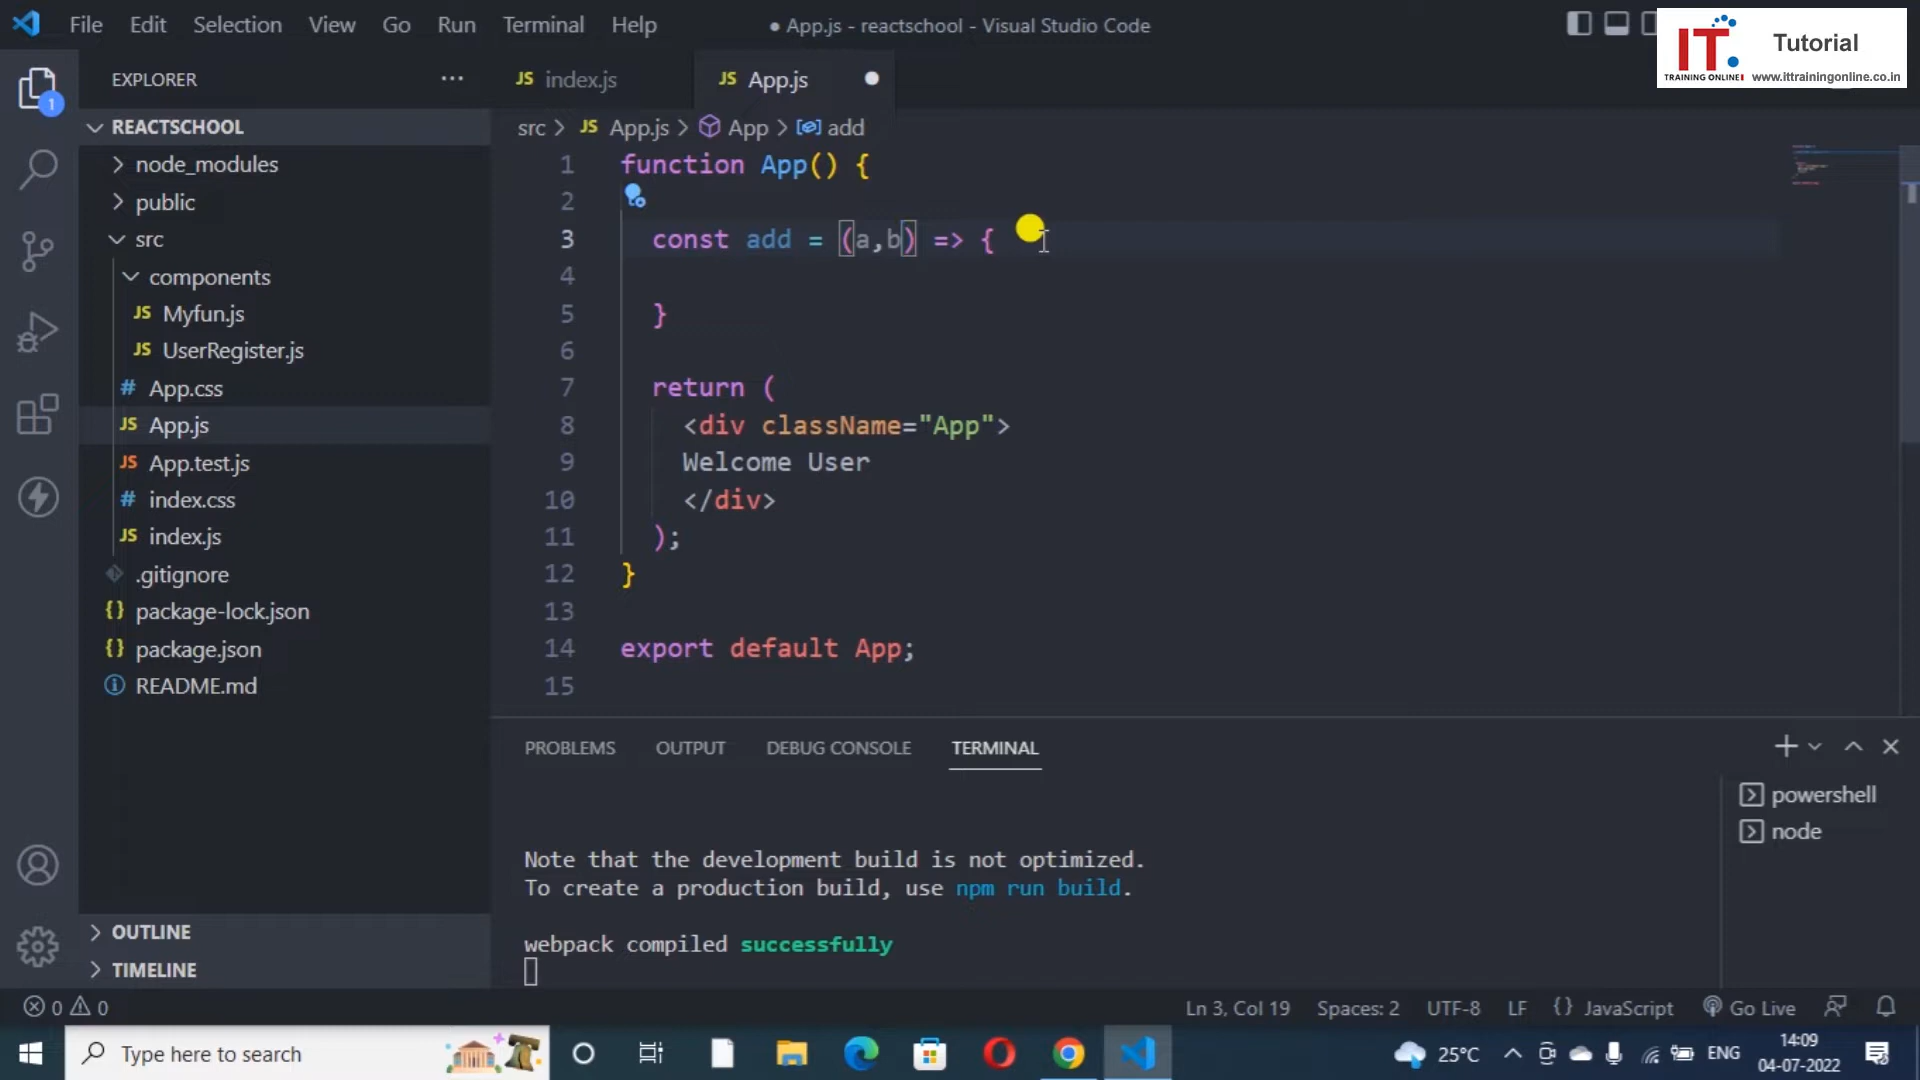 File Edit Selection View Go Run Terminal Help ● App.js - reactschool - Visual Studio Code
IT. Tutorial
TRAINING ONLINE www.ittrainingonline.co.in
EXPLORER ···
JS index.js JS App.js
REACTSCHOOL
src > JS App.js > App > add
node_modules
public
src
components
JS Myfun.js
JS UserRegister.js
# App.css
JS App.js
JS App.test.js
# index.css
JS index.js
.gitignore
{} package-lock.json
{} package.json
README.md
OUTLINE
TIMELINE
1 function App() {
2
3 const add = (a,b) => {
4
5 }
6
7 return (
8 <div className="App">
9 Welcome User
10 </div>
11 );
12 }
13
14 export default App;
15
PROBLEMS OUTPUT DEBUG CONSOLE TERMINAL
powershell
node
Note that the development build is not optimized.
To create a production build, use npm run build.
webpack compiled successfully
1
0 0 Ln 3, Col 19 Spaces: 2 UTF-8 LF {} JavaScript Go Live
Type here to search 25°C ENG 14:09
04-07-2022